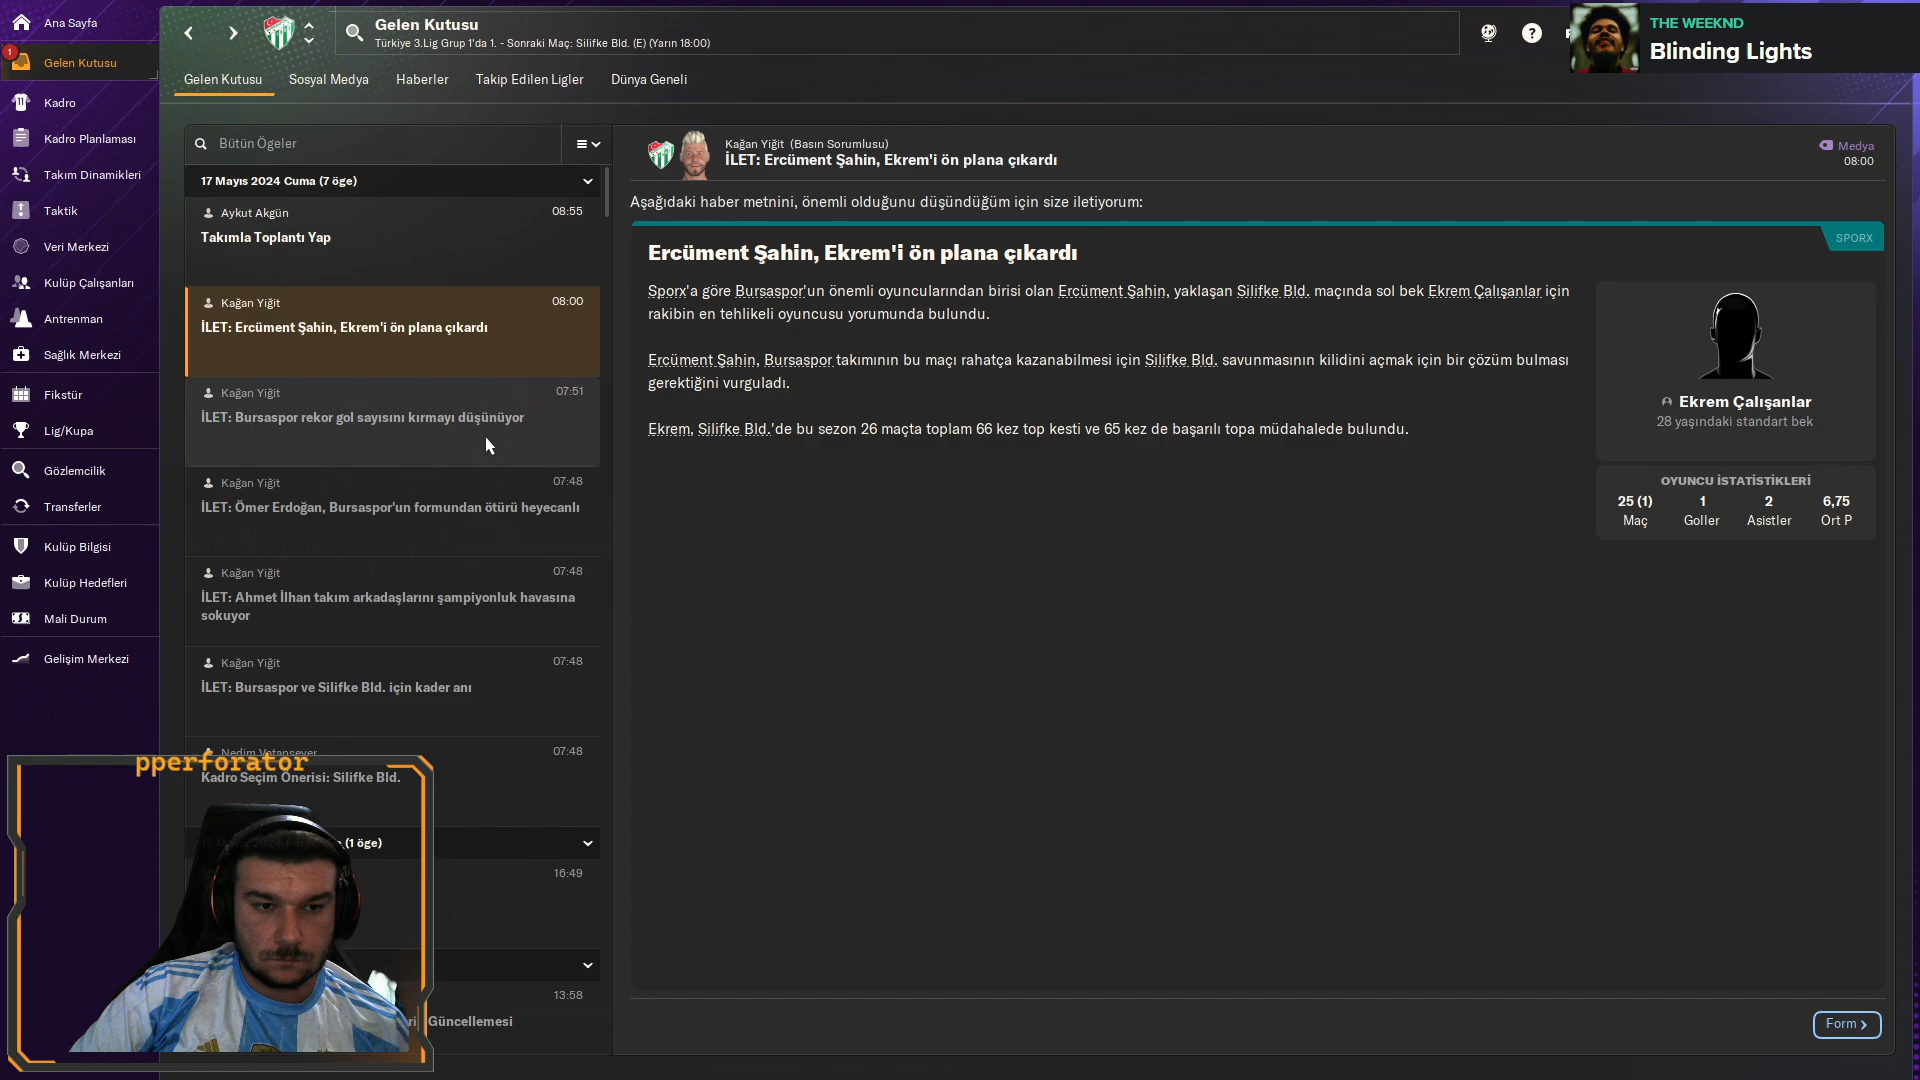 Ana Sayfa
1
Gelen Kutusu
Kadro
Kadro Planlaması
Takım Dinamikleri
Taktik
Veri Merkezi
Kulüp Çalışanları
Antrenman
Sağlık Merkezi
Fikstür
Lig/Kupa
Gözlemcilik
Transferler
Kulüp Bilgisi
Kulüp Hedefleri
Mali Durum
Gelişim Merkezi
Gelen Kutusu
Türkiye 3.Lig Grup 1'da 1. - Sonraki Maç: Silifke Bld. (E) (Yarın 18:00)
THE WEEKND
Blinding Lights
Gelen Kutusu Sosyal Medya Haberler Takip Edilen Ligler Dünya Geneli
Bütün Ögeler
17 Mayıs 2024 Cuma (7 öge)
Aykut Akgün 08:55
Takımla Toplantı Yap
Kağan Yiğit 08:00
İLET: Ercüment Şahin, Ekrem'i ön plana çıkardı
Kağan Yiğit 07:51
İLET: Bursaspor rekor gol sayısını kırmayı düşünüyor
Kağan Yiğit 07:48
İLET: Ömer Erdoğan, Bursaspor'un formundan ötürü heyecanlı
Kağan Yiğit 07:48
İLET: Ahmet İlhan takım arkadaşlarını şampiyonluk havasına
sokuyor
Kağan Yiğit 07:48
İLET: Bursaspor ve Silifke Bld. için kader anı
Nedim Vatansever 07:48
pperforator
Kadro Seçim Önerisi: Silifke Bld.
(1 öge)
16:49
13:58
Güncellemesi
Kağan Yiğit (Basın Sorumlusu)
İLET: Ercüment Şahin, Ekrem'i ön plana çıkardı
Medya
08:00
Aşağıdaki haber metnini, önemli olduğunu düşündüğüm için size iletiyorum:
SPORX
Ercüment Şahin, Ekrem'i ön plana çıkardı
Sporx'a göre Bursaspor'un önemli oyuncularından birisi olan Ercüment Şahin, yaklaşan Silifke Bld. maçında sol bek Ekrem Çalışanlar için
rakibin en tehlikeli oyuncusu yorumunda bulundu.
Ercüment Şahin, Bursaspor takımının bu maçı rahatça kazanabilmesi için Silifke Bld. savunmasının kilidini açmak için bir çözüm bulması
gerektiğini vurguladı.
Ekrem, Silifke Bld.'de bu sezon 26 maçta toplam 66 kez top kesti ve 65 kez de başarılı topa müdahalede bulundu.
Ekrem Çalışanlar
28 yaşındaki standart bek
OYUNCU İSTATİSTİKLERİ
25 (1) 1 2 6,75
Maç Goller Asistler Ort P
Form